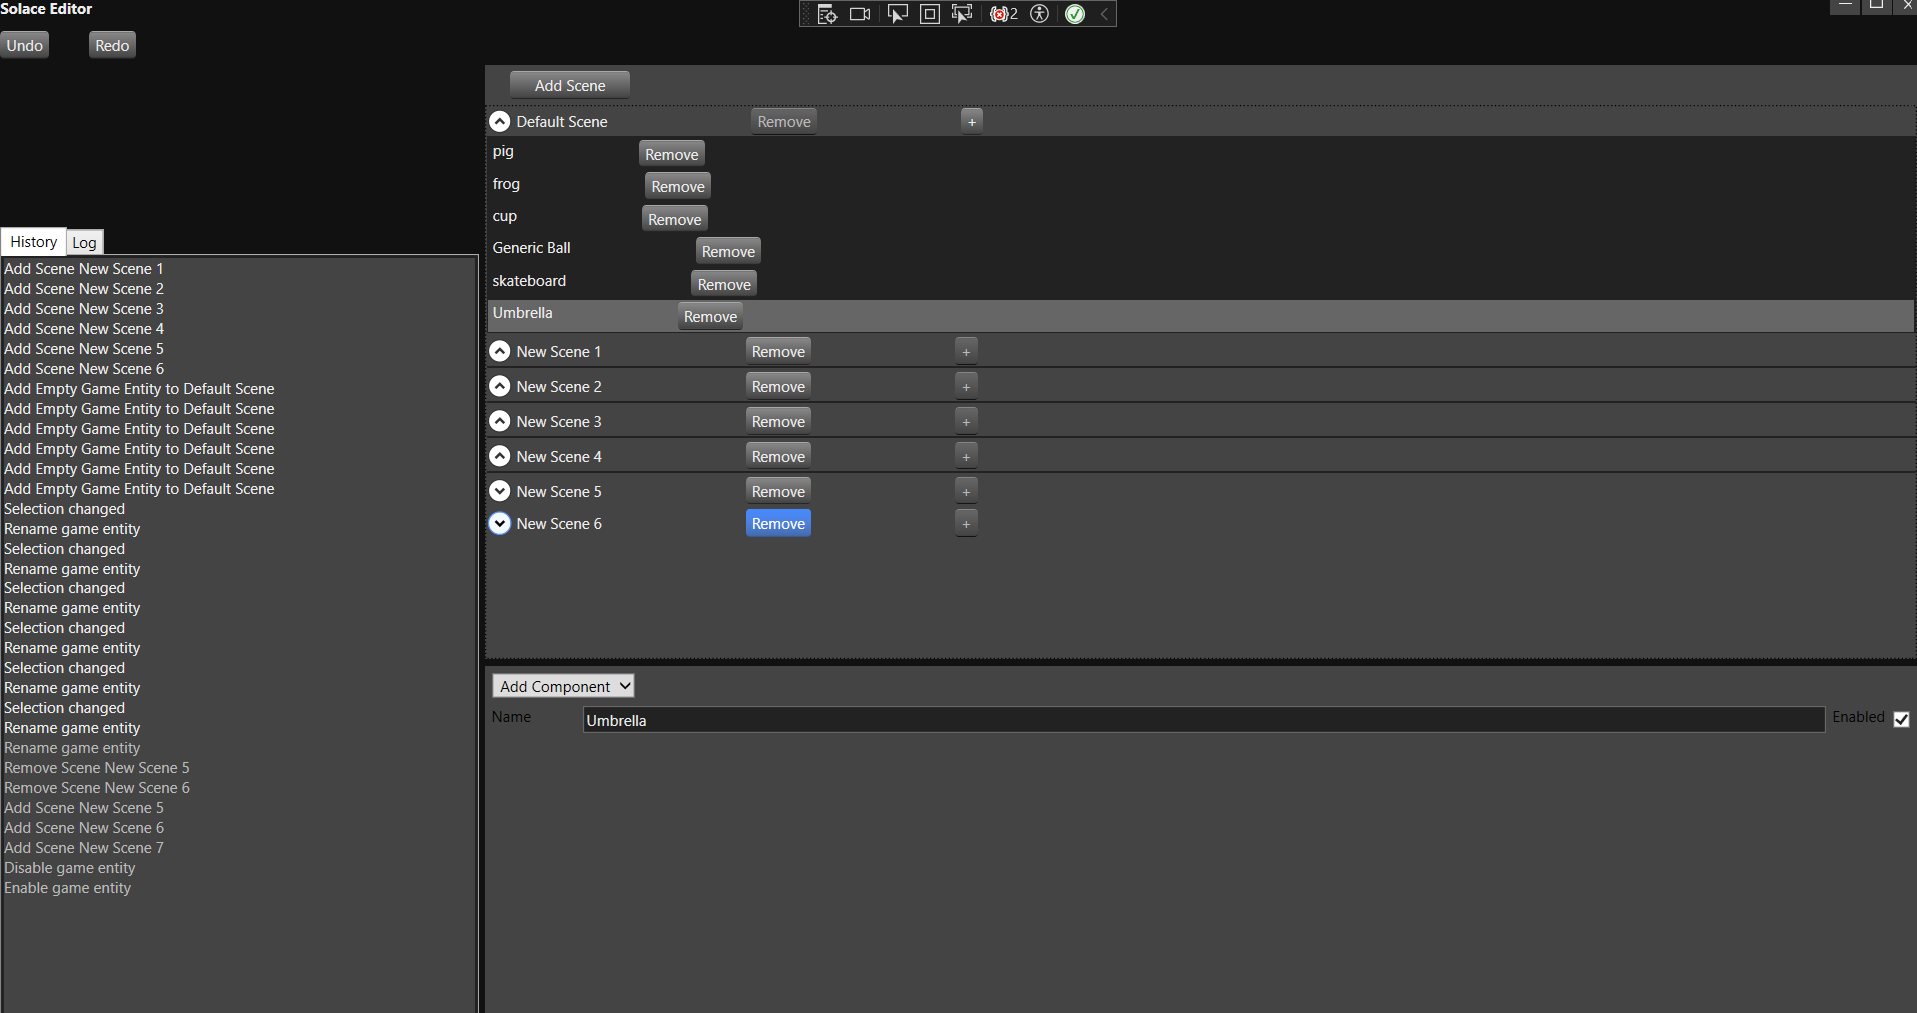 Solace Editor
2
Undo Redo
Add Scene
Default Scene Remove +
pig Remove
frog Remove
cup Remove
Generic Ball Remove
skateboard Remove
Umbrella Remove
New Scene 1 Remove +
New Scene 2 Remove +
New Scene 3 Remove +
New Scene 4 Remove +
New Scene 5 Remove +
New Scene 6 Remove +
History Log
Add Scene New Scene 1
Add Scene New Scene 2
Add Scene New Scene 3
Add Scene New Scene 4
Add Scene New Scene 5
Add Scene New Scene 6
Add Empty Game Entity to Default Scene
Add Empty Game Entity to Default Scene
Add Empty Game Entity to Default Scene
Add Empty Game Entity to Default Scene
Add Empty Game Entity to Default Scene
Add Empty Game Entity to Default Scene
Selection changed
Rename game entity
Selection changed
Rename game entity
Selection changed
Rename game entity
Selection changed
Rename game entity
Selection changed
Rename game entity
Selection changed
Rename game entity
Rename game entity
Remove Scene New Scene 5
Remove Scene New Scene 6
Add Scene New Scene 5
Add Scene New Scene 6
Add Scene New Scene 7
Disable game entity
Enable game entity
Add Component
Name Umbrella Enabled